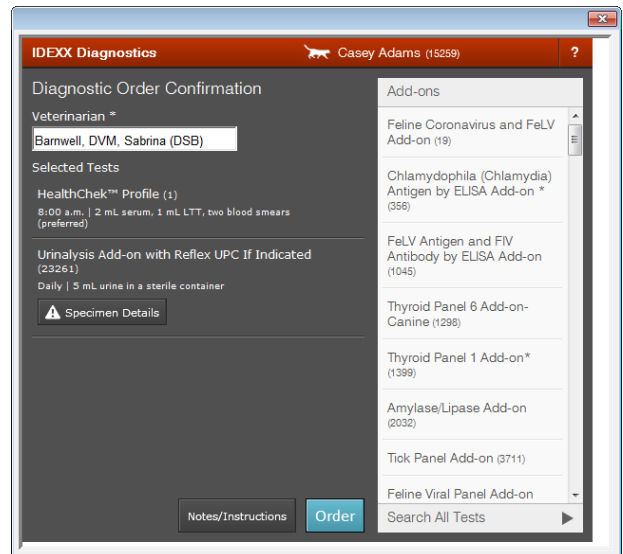 IDEXX Diagnostics
Casey Adams (15259)
?
Diagnostic Order Confirmation
Veterinarian *
Barnwell, DVM, Sabrina (DSB)
Selected Tests
HealthChek™ Profile (1)
8:00 a.m. | 2 mL serum, 1 mL LTT, two blood smears
(preferred)
Urinalysis Add-on with Reflex UPC If Indicated
(23261)
Daily | 5 mL urine in a sterile container
Specimen Details
Notes/Instructions
Order
Add-ons
Feline Coronavirus and FeLV
Add-on (19)
Chlamydophila (Chlamydia)
Antigen by ELISA Add-on *
(356)
FeLV Antigen and FIV
Antibody by ELISA Add-on
(1045)
Thyroid Panel 6 Add-on-
Canine (1298)
Thyroid Panel 1 Add-on*
(1399)
Amylase/Lipase Add-on
(2032)
Tick Panel Add-on (3711)
Feline Viral Panel Add-on
Search All Tests